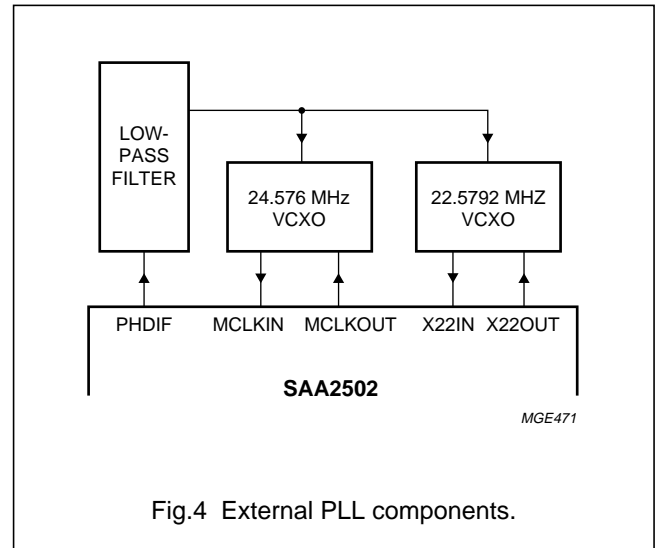 LOW-
PASS
FILTER
24.576 MHz
VCXO
22.5792 MHZ
VCXO
PHDIF MCLKIN MCLKOUT X22IN X22OUT
SAA2502
MGE471
Fig.4 External PLL components.